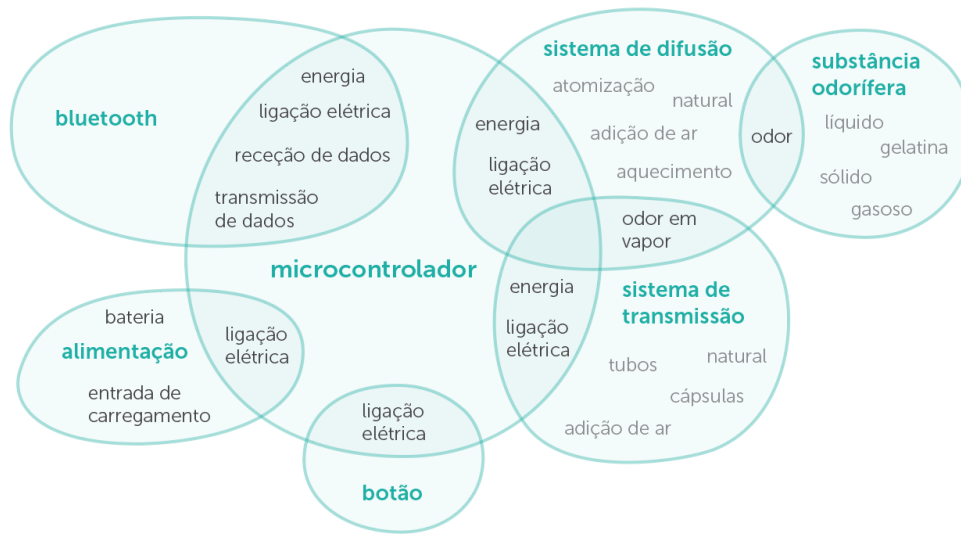 bluetooth
energia
ligação elétrica
receção de dados
transmissão
de dados
microcontrolador
sistema de difusão
atomização
natural
adição de ar
aquecimento
energia
ligação
elétrica
odor
substância
odorífera
líquido
gelatina
sólido
gasoso
odor em
vapor
energia
ligação
elétrica
sistema de
transmissão
tubos
natural
cápsulas
adição de ar
bateria
alimentação
entrada de
carregamento
ligação
elétrica
ligação
elétrica
botão